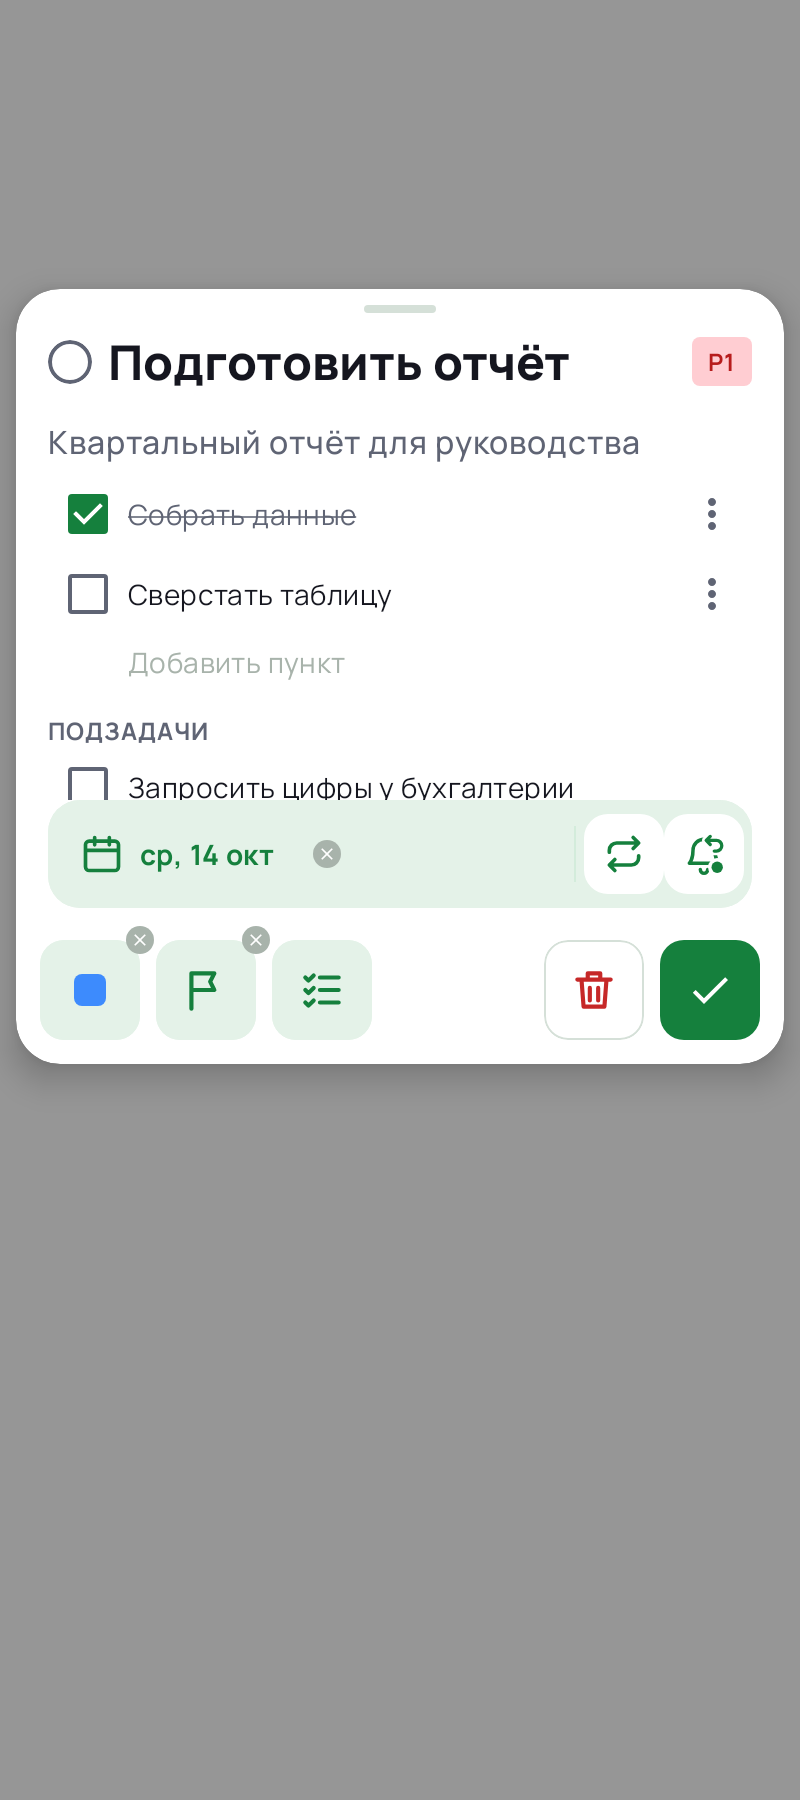 Подготовить отчёт
P1
Квартальный отчёт для руководства
Собрать данные
Сверстать таблицу
Добавить пункт
ПОДЗАДАЧИ
Запросить цифры у бухгалтерии
ср, 14 окт